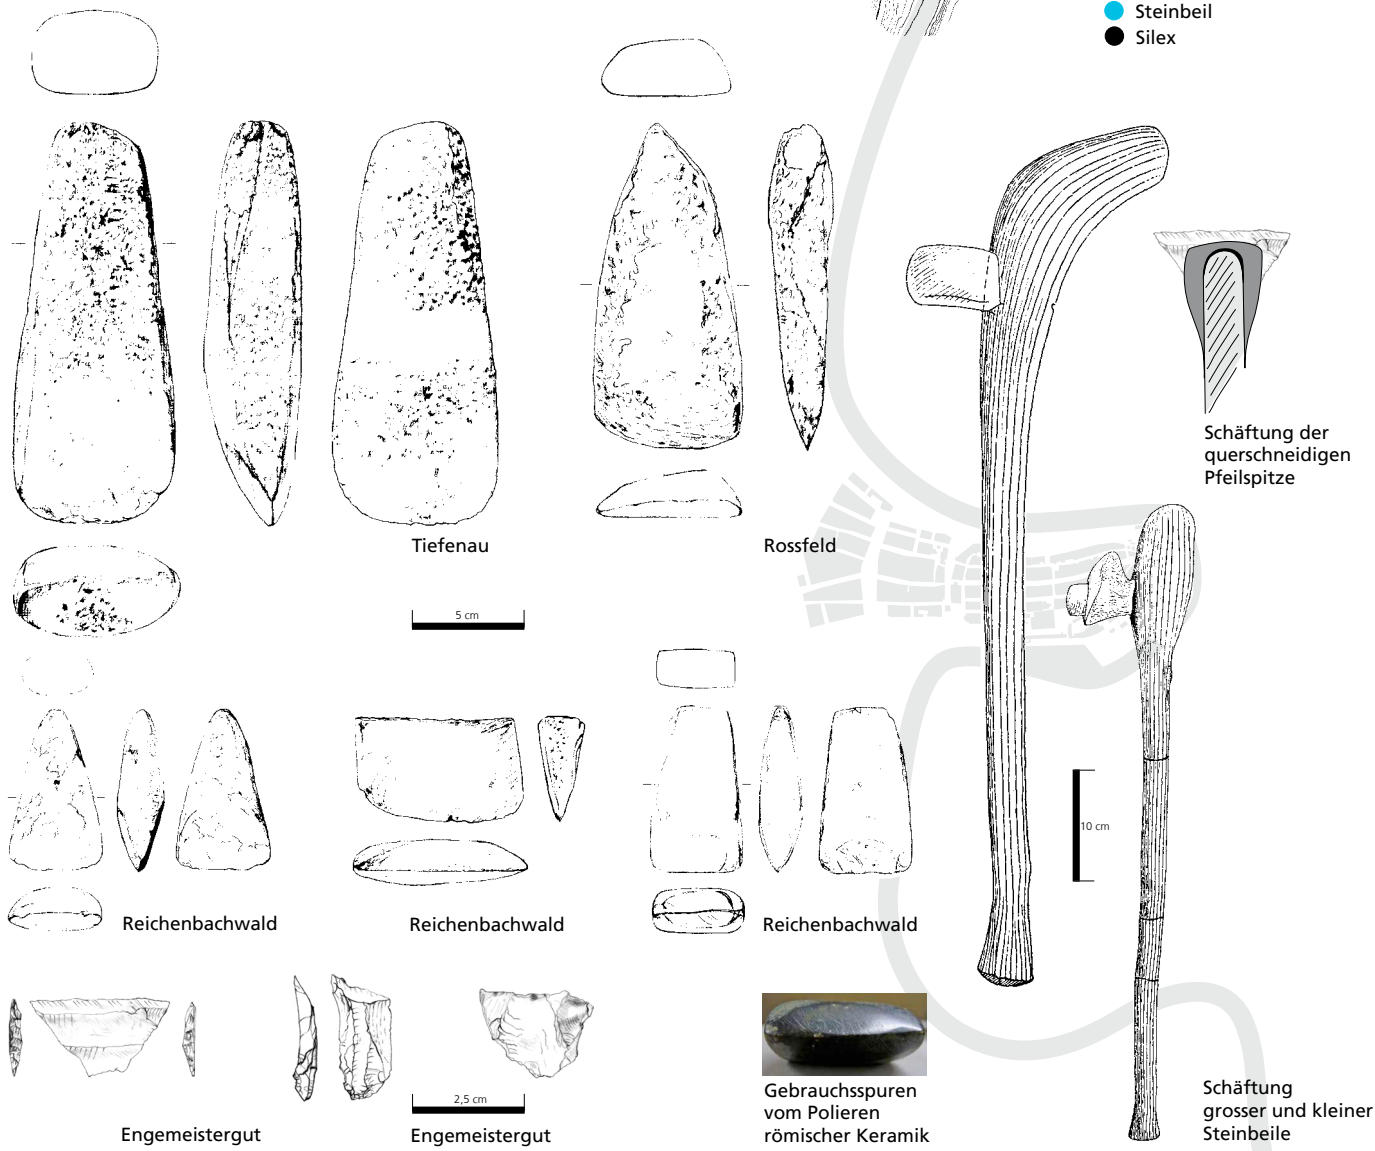 Steinbeil
Silex
Schäftung der
querschneidigen
Pfeilspitze
Tiefenau
Rossfeld
5 cm
10 cm
Reichenbachwald
Reichenbachwald
Reichenbachwald
2,5 cm
Engemeistergut
Engemeistergut
Gebrauchsspuren
vom Polieren
römischer Keramik
Schäftung
grosser und kleiner
Steinbeile